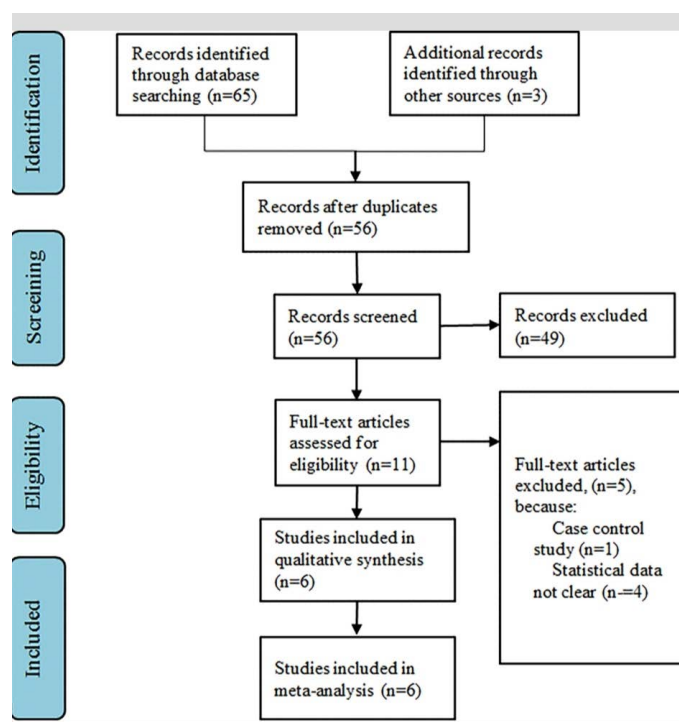 Identification
Records identified
through database
searching (n=65)
Additional records
identified through
other sources (n=3)
Records after duplicates
removed (n=56)
Screening
Records screened
(n=56)
Records excluded
(n=49)
Eligibility
Full-text articles
assessed for
eligibility (n=11)
Full-text articles
excluded, (n=5),
because:
Case control
study (n=1)
Statistical data
not clear (n-=4)
Studies included in
qualitative synthesis
(n=6)
Included
Studies included in
meta-analysis (n=6)